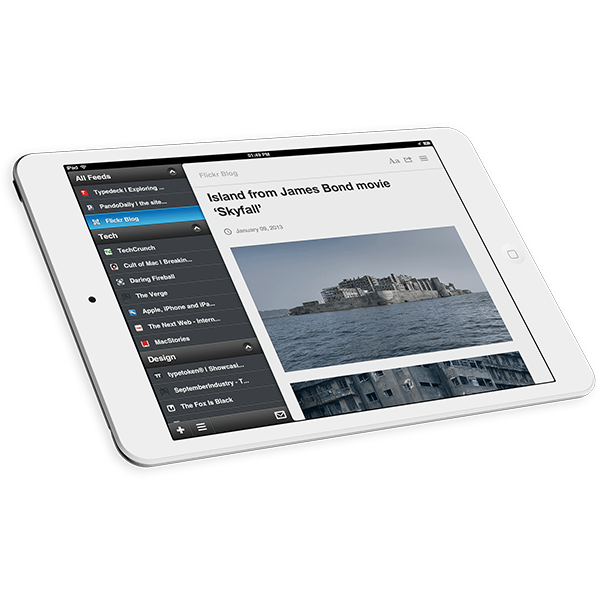 iPad
01:49 PM
All Feeds
Typedeck | Exploring ...
PandoDaily | the site...
Flickr Blog
Tech
TechCrunch
Cult of Mac | Breakin...
Daring Fireball
The Verge
Apple, iPhone and iPa...
The Next Web - Intern...
MacStories
Design
typetoken® | Showcas...
SeptemberIndustry - T...
The Fox Is Black
Flickr Blog
Aa
Island from James Bond movie
‘Skyfall’
January 09, 2013